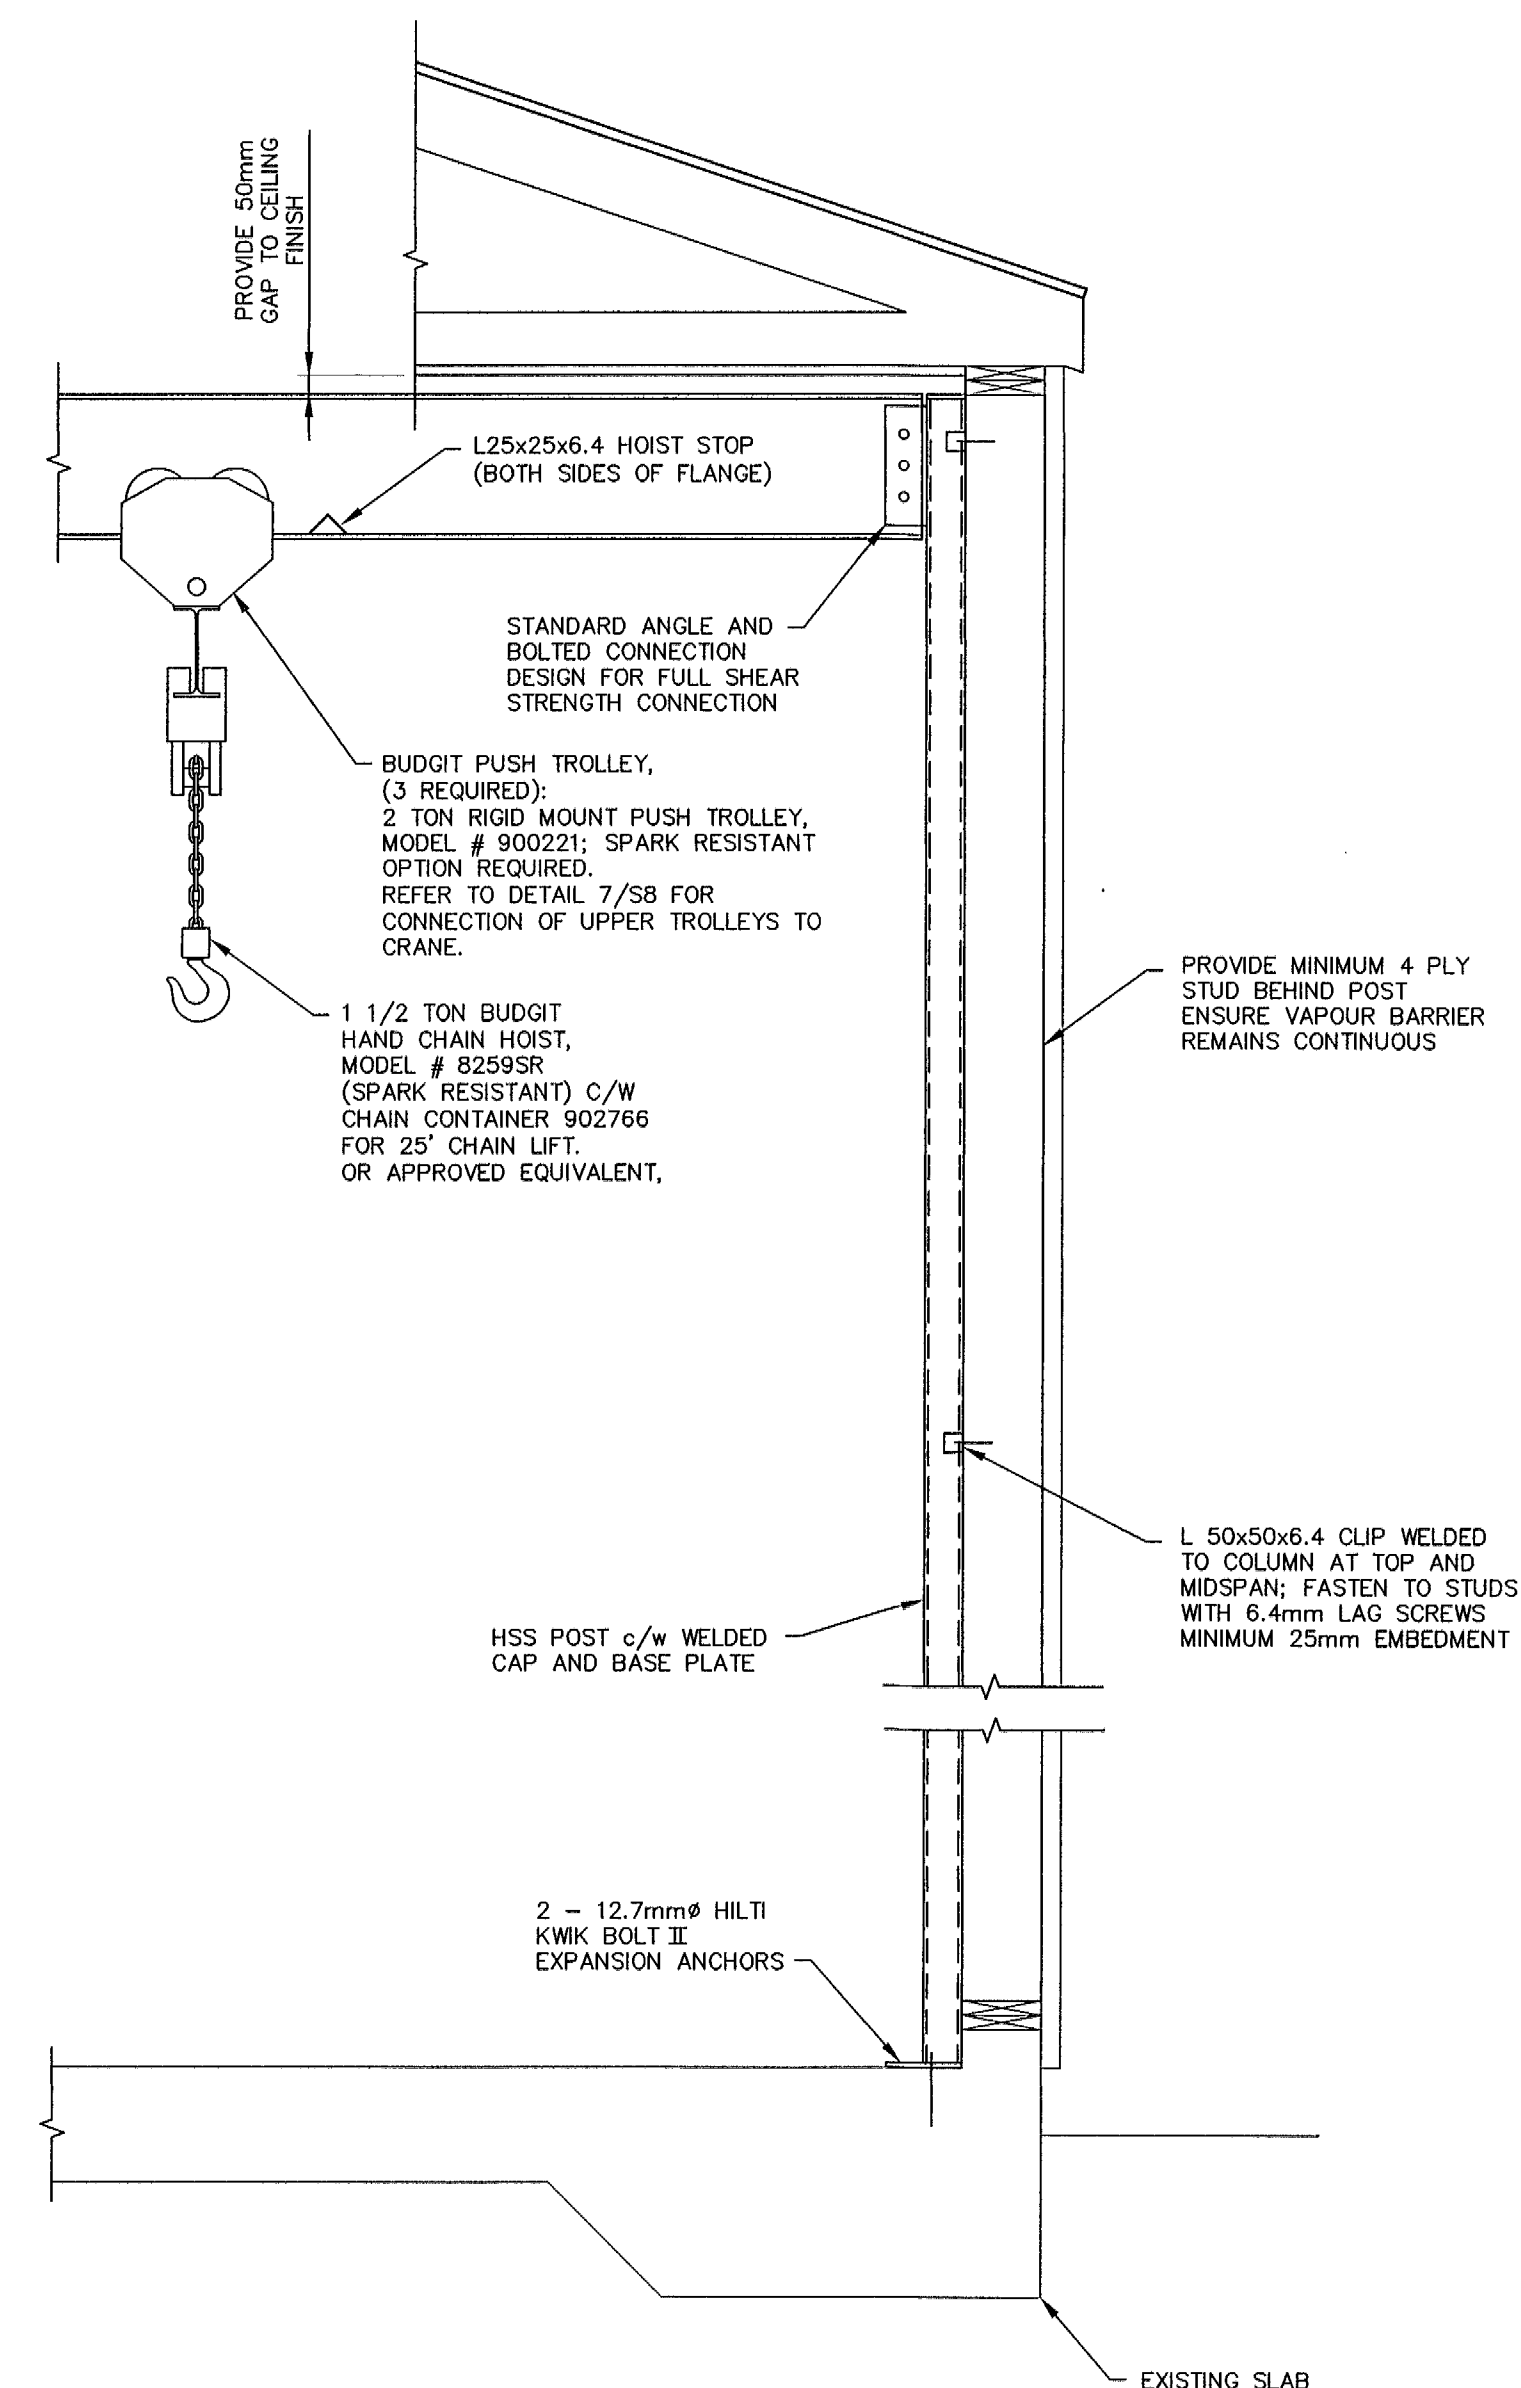 PROVIDE 50mm
GAP TO CEILING
FINISH
L25x25x6.4 HOIST STOP
(BOTH SIDES OF FLANGE)
STANDARD ANGLE AND
BOLTED CONNECTION
DESIGN FOR FULL SHEAR
STRENGTH CONNECTION
BUDGIT PUSH TROLLEY,
(3 REQUIRED):
2 TON RIGID MOUNT PUSH TROLLEY,
MODEL # 900221; SPARK RESISTANT
OPTION REQUIRED.
REFER TO DETAIL 7/S8 FOR
CONNECTION OF UPPER TROLLEYS TO
CRANE.
PROVIDE MINIMUM 4 PLY
STUD BEHIND POST
ENSURE VAPOUR BARRIER
REMAINS CONTINUOUS
1 1/2 TON BUDGIT
HAND CHAIN HOIST,
MODEL # 8259SR
(SPARK RESISTANT) C/W
CHAIN CONTAINER 902766
FOR 25' CHAIN LIFT.
OR APPROVED EQUIVALENT,
L 50x50x6.4 CLIP WELDED
TO COLUMN AT TOP AND
MIDSPAN; FASTEN TO STUDS
WITH 6.4mm LAG SCREWS
MINIMUM 25mm EMBEDMENT
HSS POST c/w WELDED
CAP AND BASE PLATE
2 - 12.7mmø HILTI
KWIK BOLT II
EXPANSION ANCHORS
EXISTING SLAB